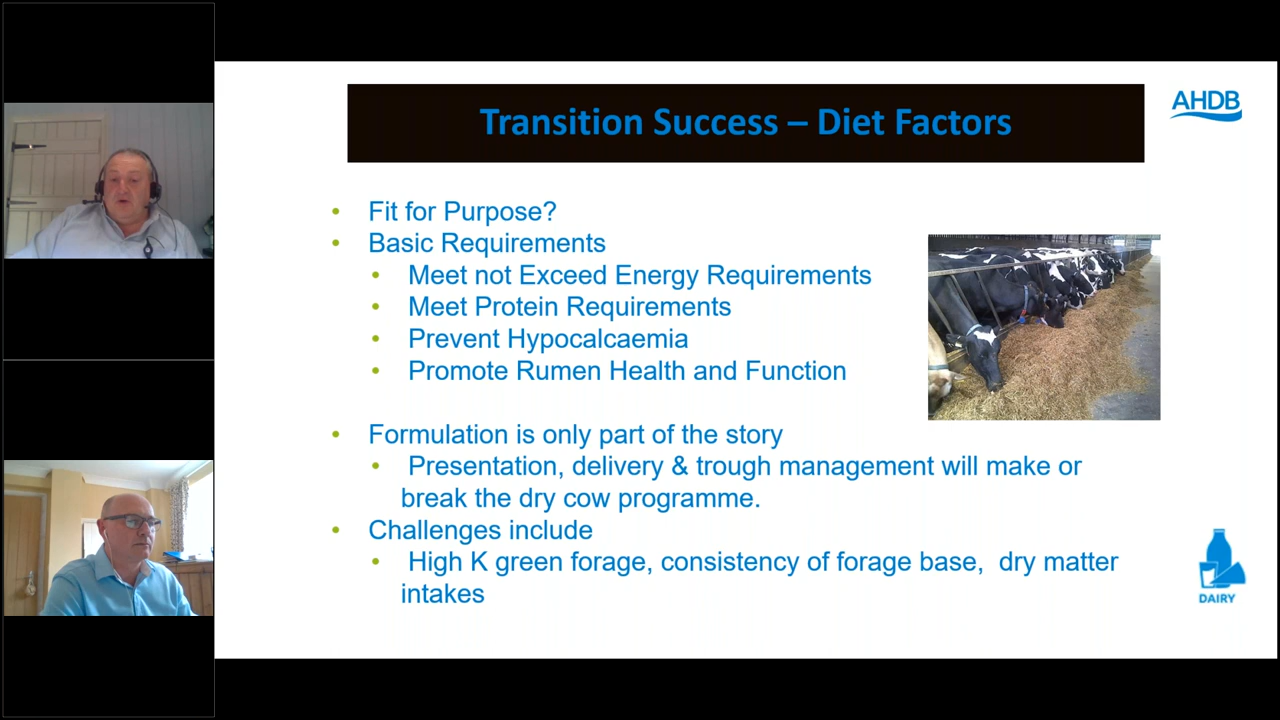 Transition Success – Diet Factors
AHDB
• Fit for Purpose?
• Basic Requirements
• Meet not Exceed Energy Requirements
• Meet Protein Requirements
• Prevent Hypocalcaemia
• Promote Rumen Health and Function
• Formulation is only part of the story
• Presentation, delivery & trough management will make or
break the dry cow programme.
• Challenges include
• High K green forage, consistency of forage base,  dry matter
intakes
DAIRY